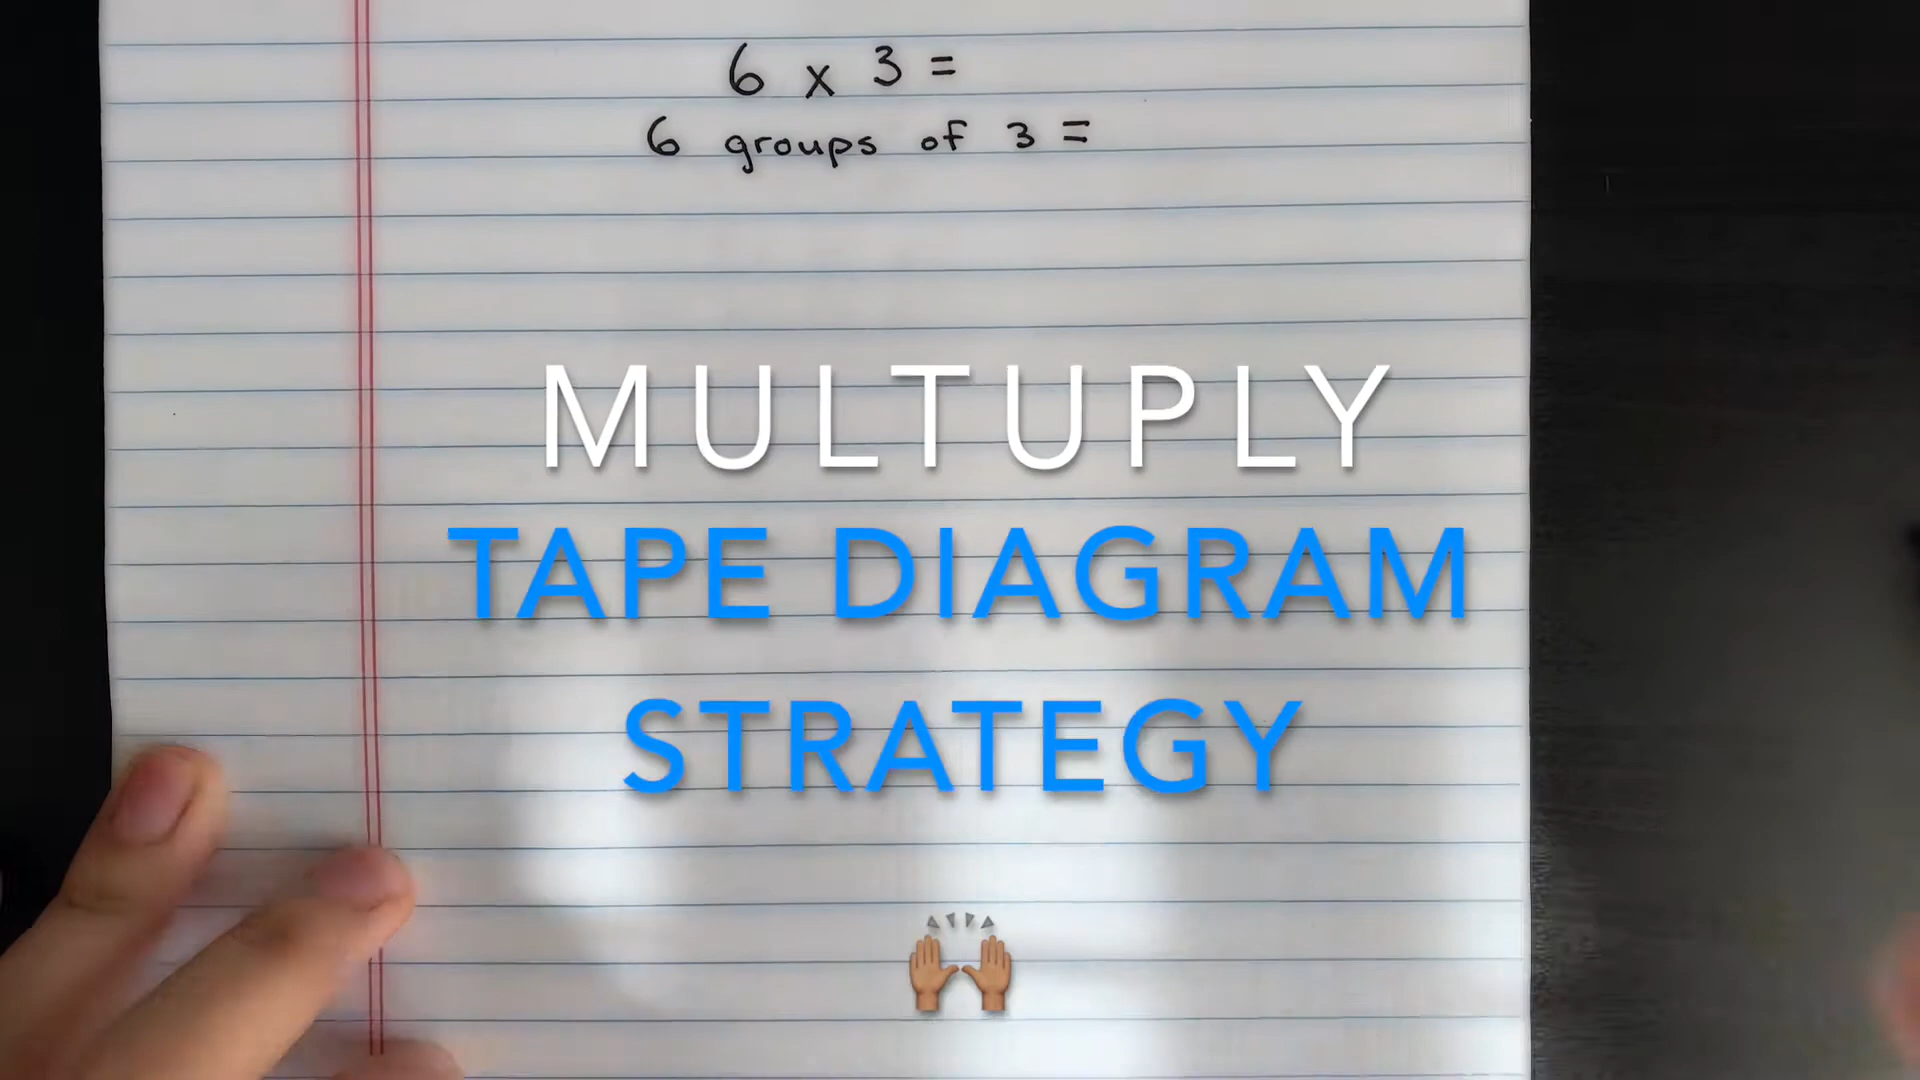 6 x 3 =
6 groups of 3 =
MULTUPLY
TAPE DIAGRAM
STRATEGY